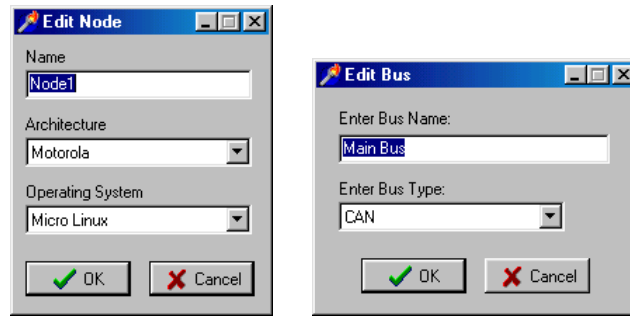 Edit Node
Name
Node1
Architecture
Motorola
Operating System
Micro Linux
OK Cancel
Edit Bus
Enter Bus Name:
Main Bus
Enter Bus Type:
CAN
OK Cancel